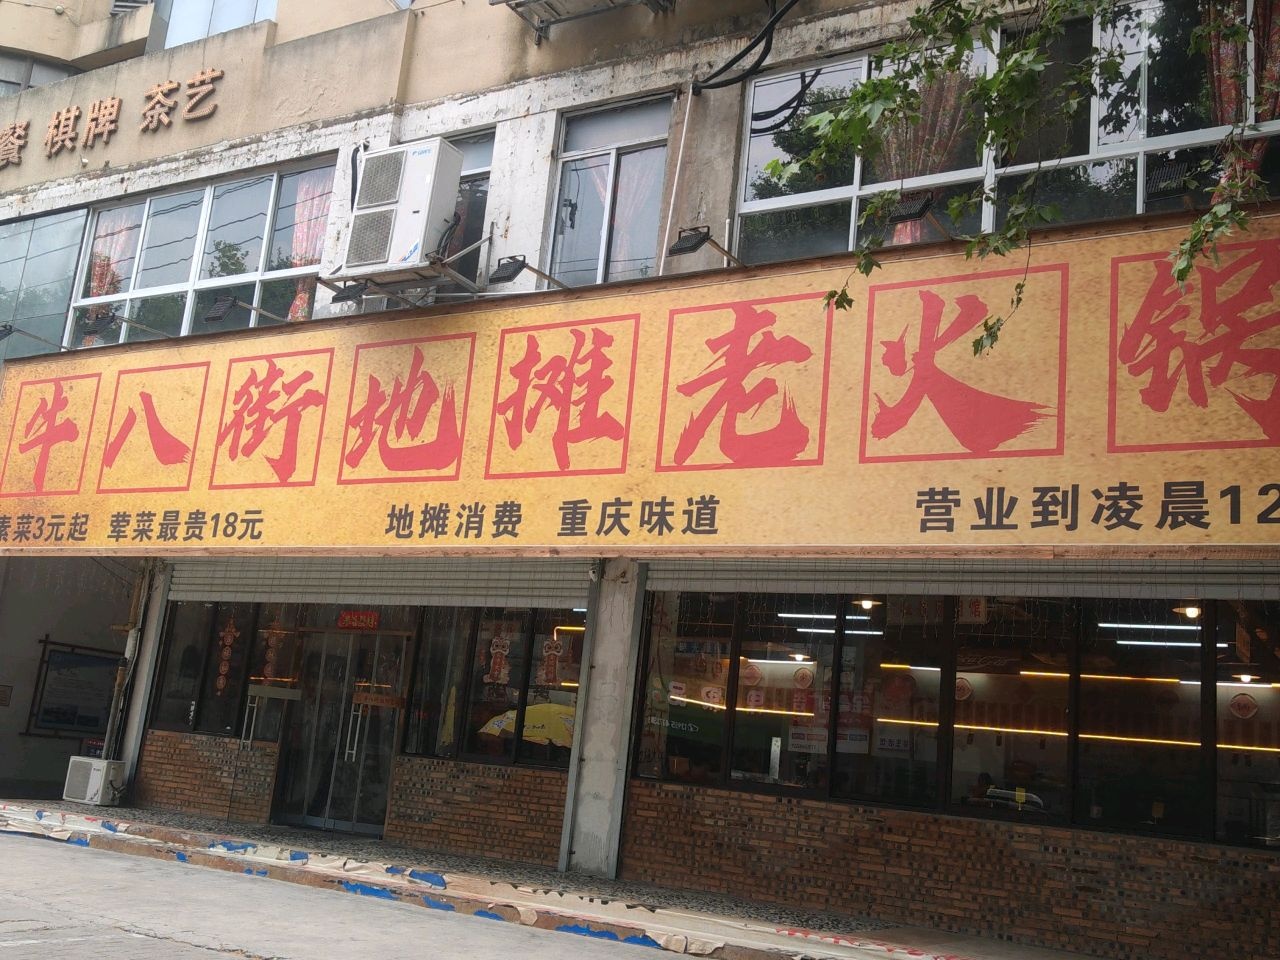 餐 棋牌 茶艺
牛八街地摊老火锅
素菜3元起 荤菜最贵18元 地摊消费 重庆味道 营业到凌晨12